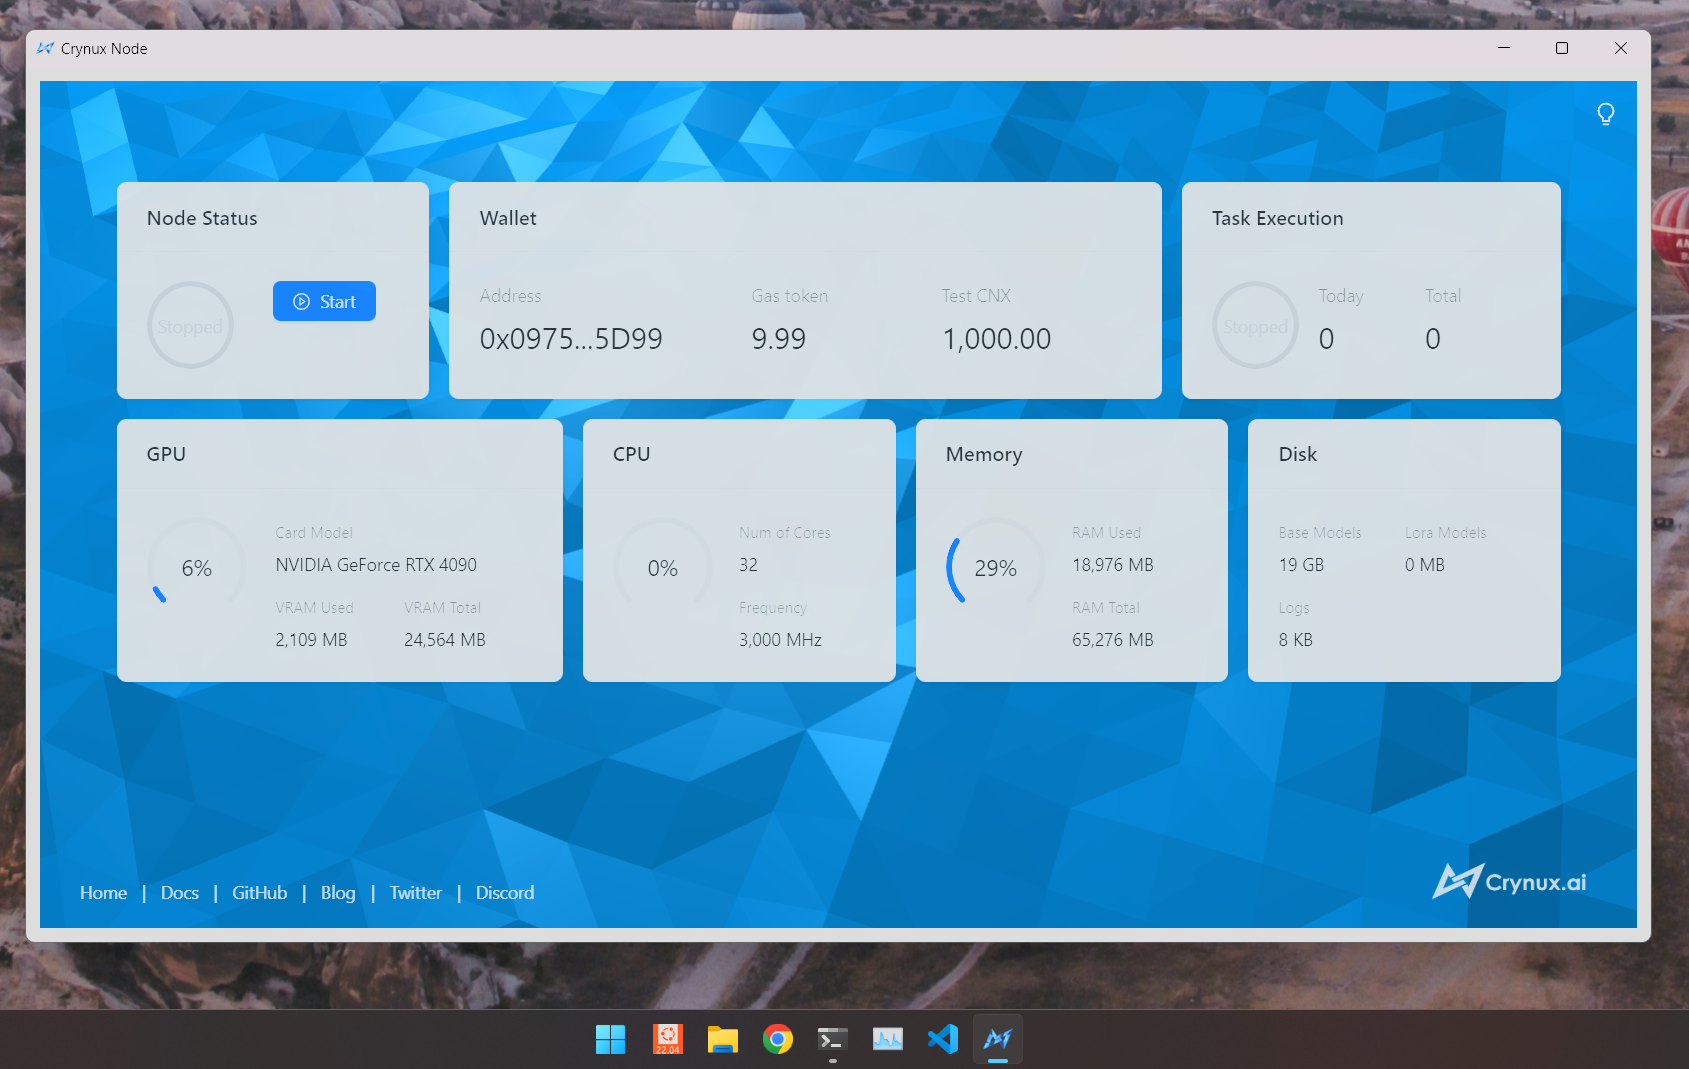 Crynux Node
Node Status
Stopped
Start
Wallet
Address
0x0975...5D99
Gas token
9.99
Test CNX
1,000.00
Task Execution
Stopped
Today
0
Total
0
GPU
6%
Card Model
NVIDIA GeForce RTX 4090
VRAM Used
2,109 MB
VRAM Total
24,564 MB
CPU
0%
Num of Cores
32
Frequency
3,000 MHz
Memory
29%
RAM Used
18,976 MB
RAM Total
65,276 MB
Disk
Base Models
19 GB
Lora Models
0 MB
Logs
8 KB
Home | Docs | GitHub | Blog | Twitter | Discord
Crynux.ai
22.04